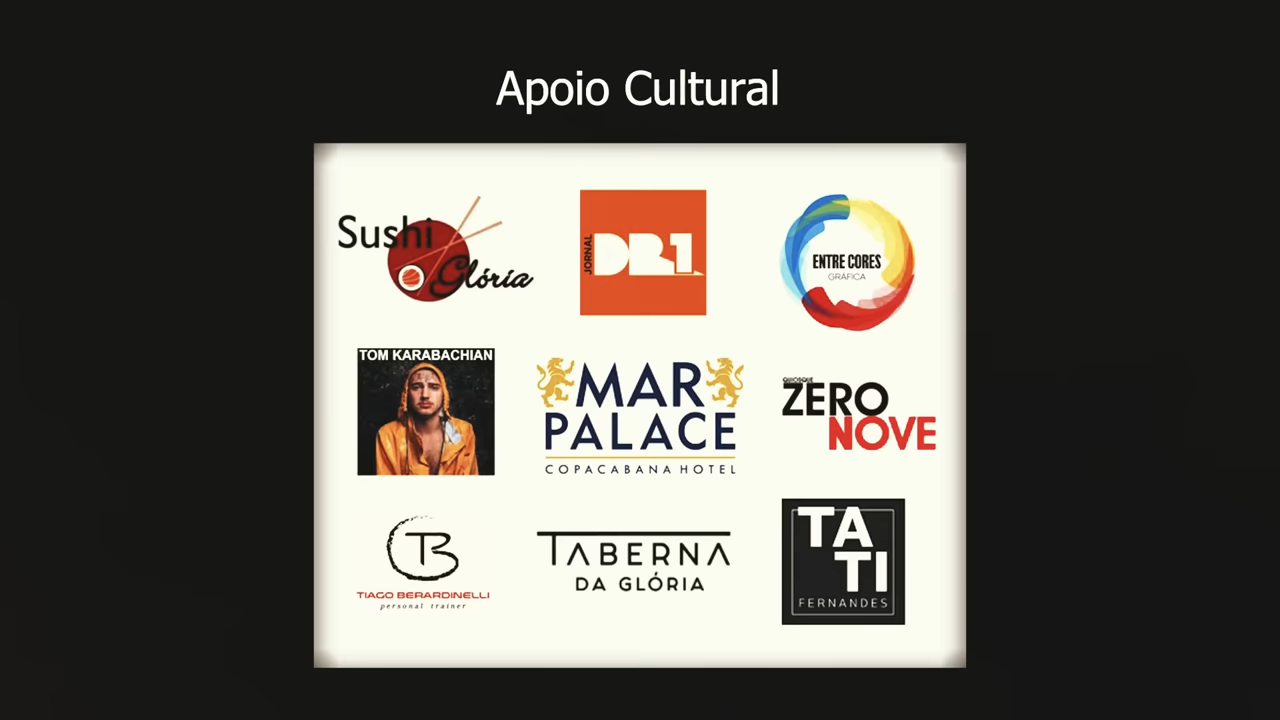 Apoio Cultural
Sushi
Glória
JORNAL
DR1
ENTRE CORES
GRÁFICA
TOM KARABACHIAN
MAR
PALACE
COPACABANA HOTEL
QUIOSQUE
ZERO
NOVE
TB
TIAGO BERARDINELLI
personal trainer
TABERNA
DA GLÓRIA
TA
TI
FERNANDES